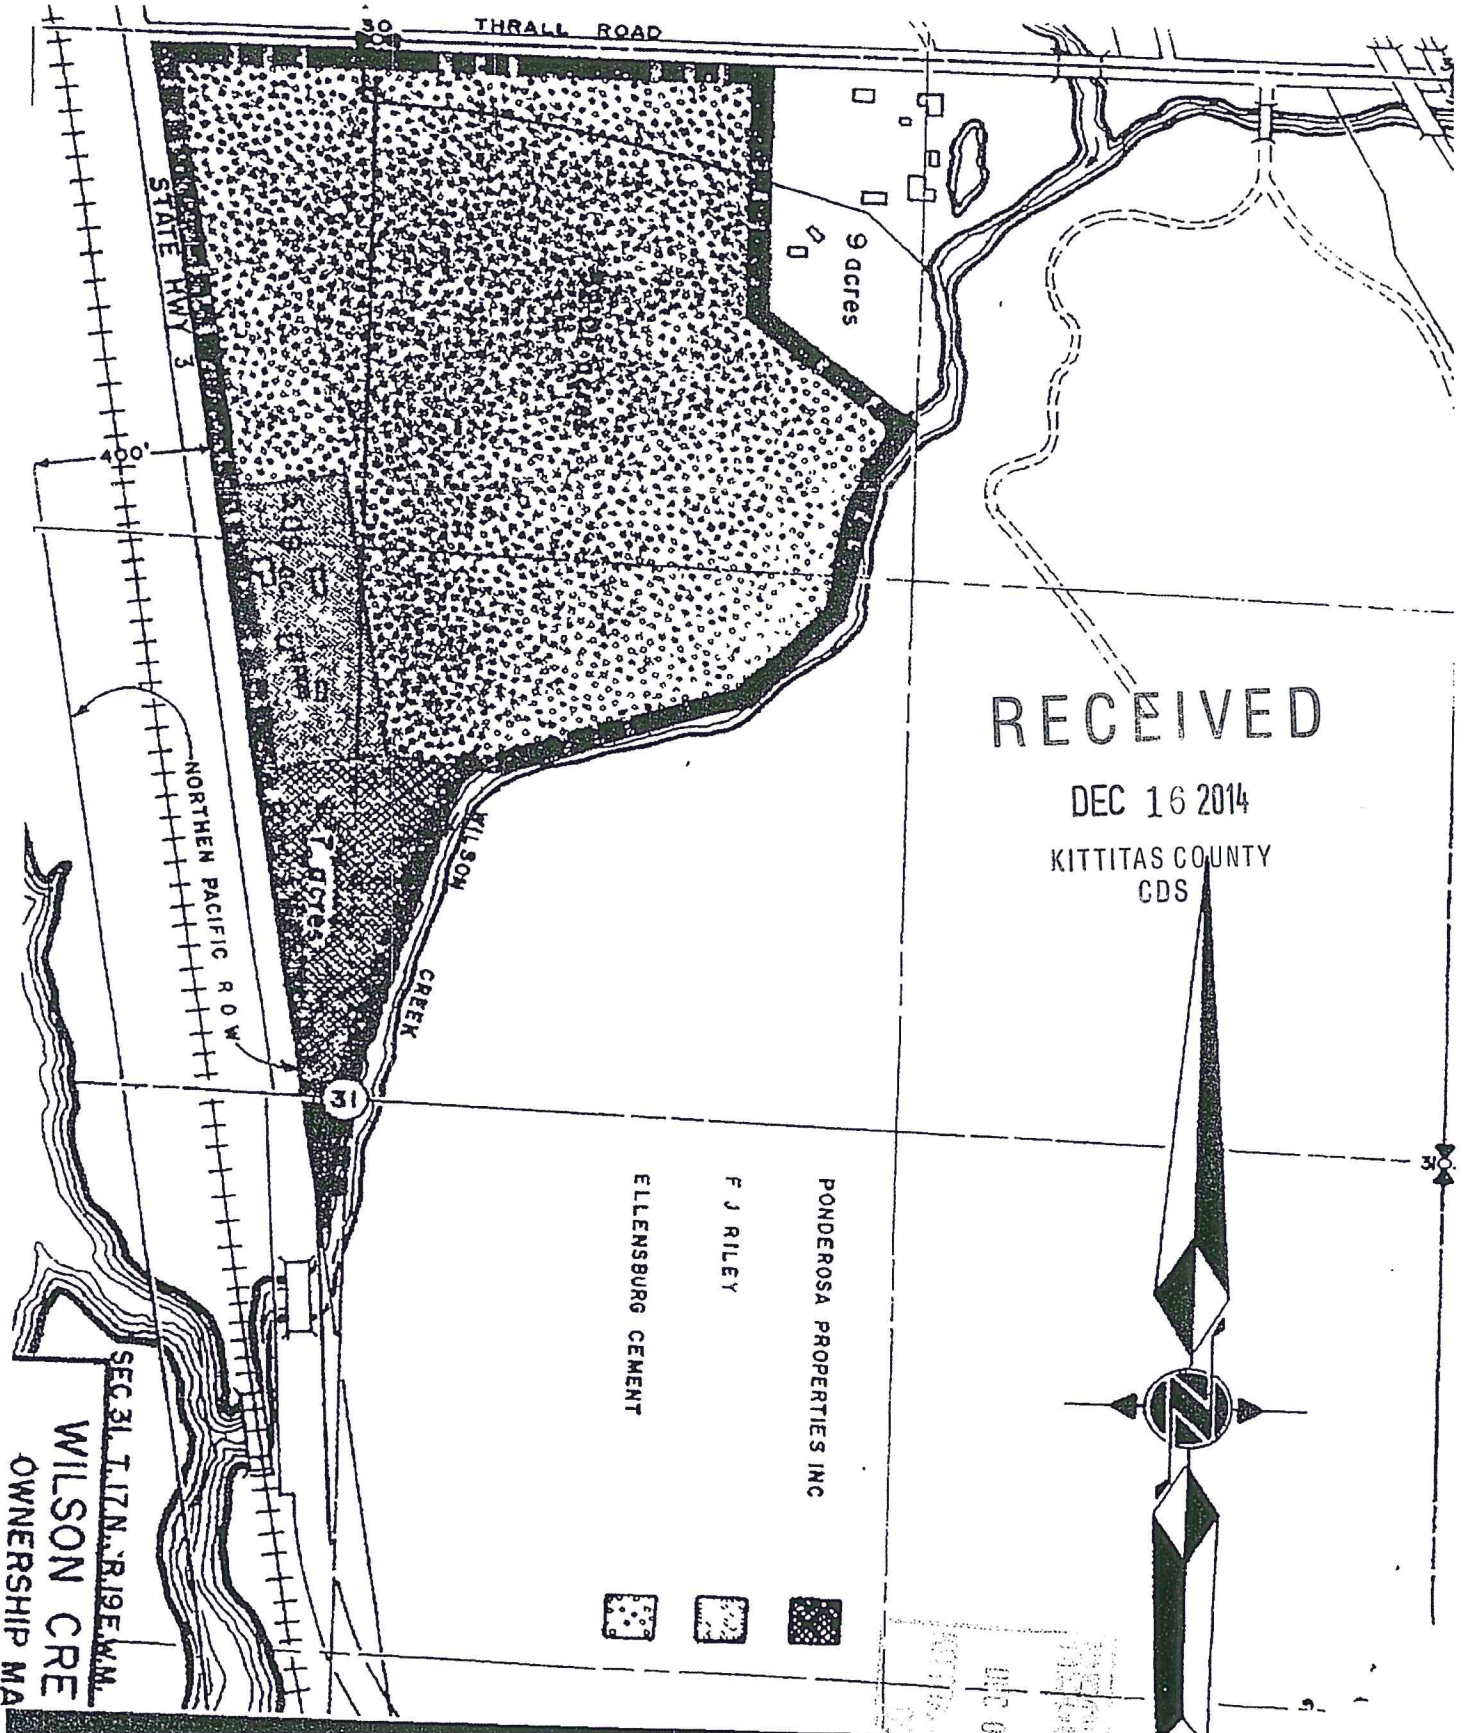 30
THRALL ROAD
STATE HWY 3
9 acres
400'
RECEIVED
DEC 16 2014
KITTITAS COUNTY
CDS
NORTHEN PACIFIC R O W
acres
WILSON CREEK
31
31
PONDEROSA PROPERTIES INC
F J RILEY
ELLENSBURG CEMENT
N
SEC 31, T.17N., R.19E.W.M.
WILSON CRE
OWNERSHIP MA